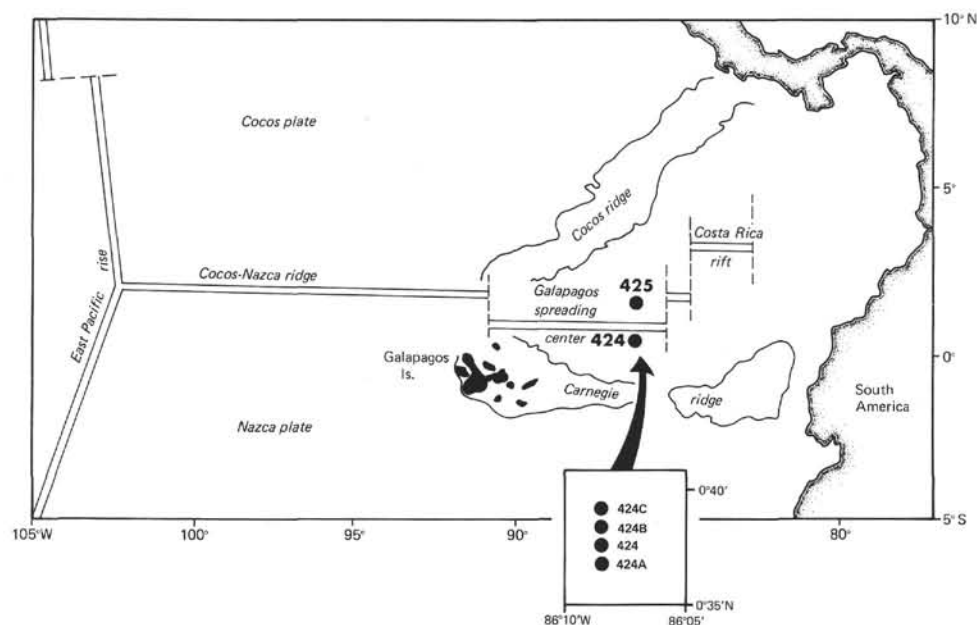 10° N
Cocos plate
5°
Cocos ridge
Costa Rica
rift
East Pacific rise
Cocos-Nazca ridge
Galapagos
spreading
center
425
424
0°
Galapagos
Is.
Carnegie ridge
South
America
Nazca plate
0°40'
424C
424B
424
424A
0°35'N
86°10'W
86°05'
5°S
105°W
100°
95°
90°
80°